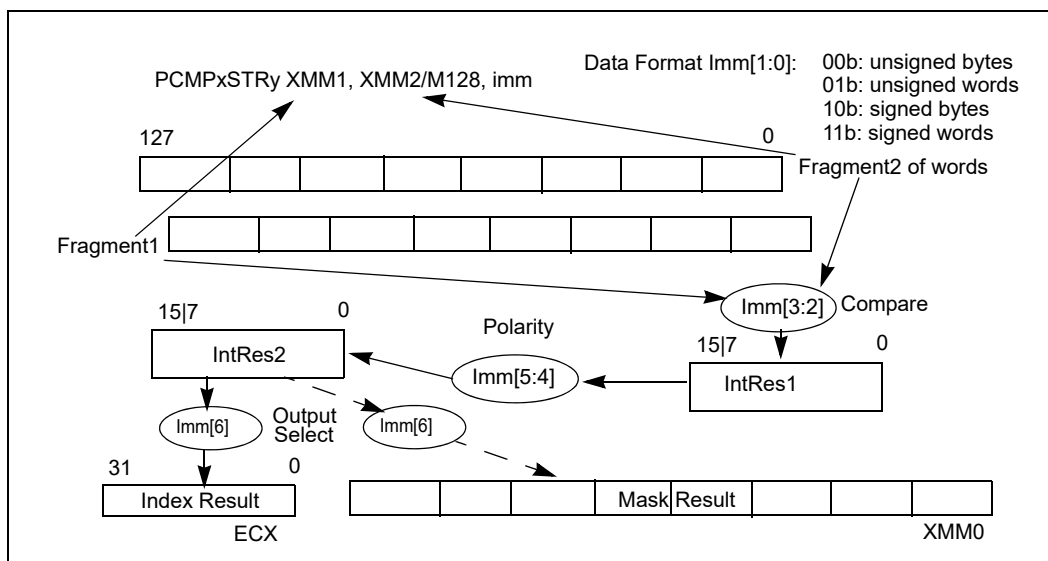 PCMPxSTRy XMM1, XMM2/M128, imm
Data Format Imm[1:0]:
00b: unsigned bytes
01b: unsigned words
10b: signed bytes
11b: signed words
127
0
Fragment2 of words
Fragment1
Imm[3:2]
Compare
15|7
0
Polarity
15|7
0
IntRes2
Imm[5:4]
IntRes1
Imm[6]
Output
Select
Imm[6]
31
0
Index Result
Mask Result
ECX
XMM0